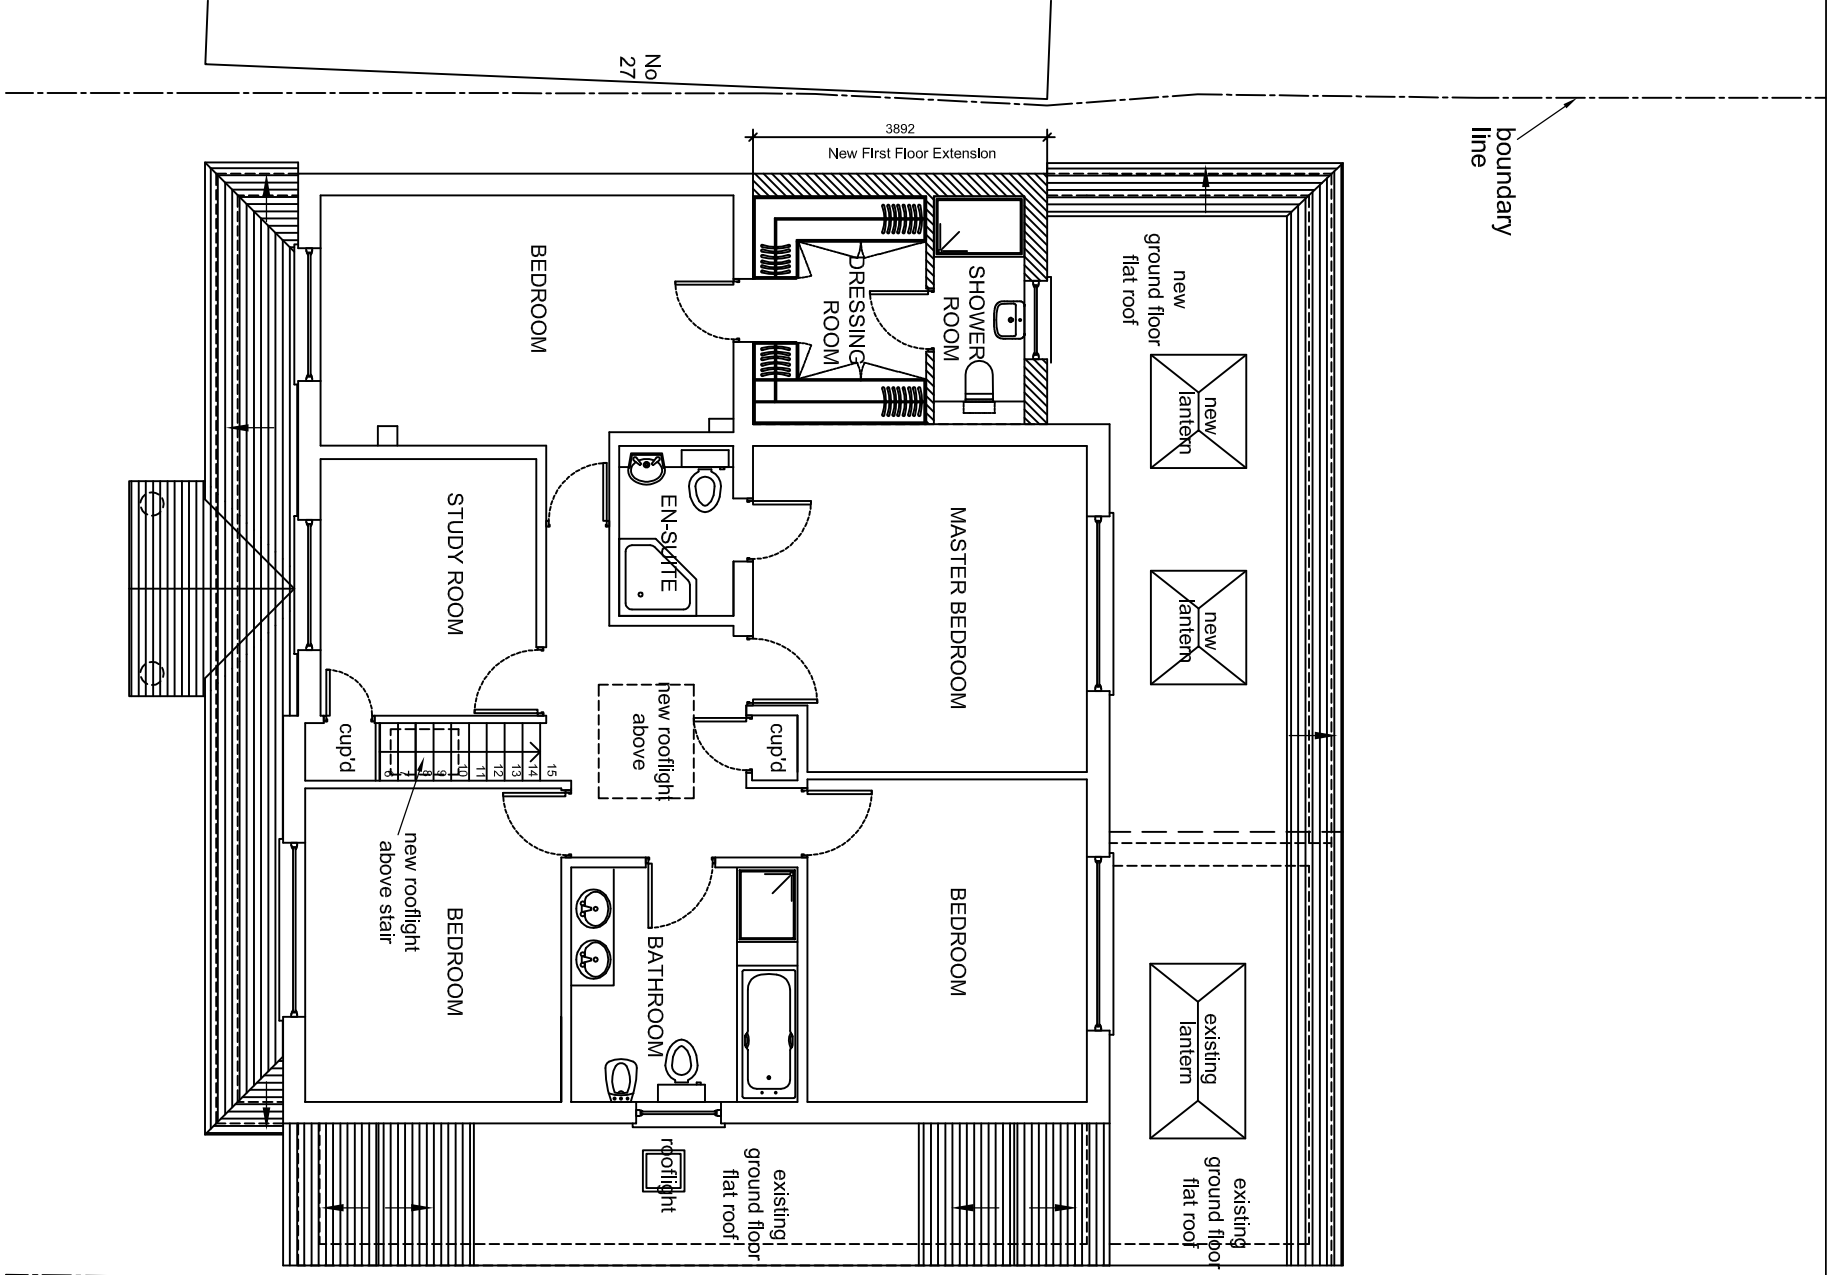 No
27
boundary
line
3892
New First Floor Extension
new
ground floor
flat roof
BEDROOM
DRESSING
ROOM
SHOWER
ROOM
new
lantern
STUDY ROOM
EN-SUITE
MASTER BEDROOM
new
lantern
cup'd
6
7
8
9
10
11
12
13
14
15
new rooflight
above
cup'd
new rooflight
above stair
BEDROOM
BATHROOM
BEDROOM
existing
lantern
rooflight
existing
ground floor
flat roof
existing
ground floor
flat roof